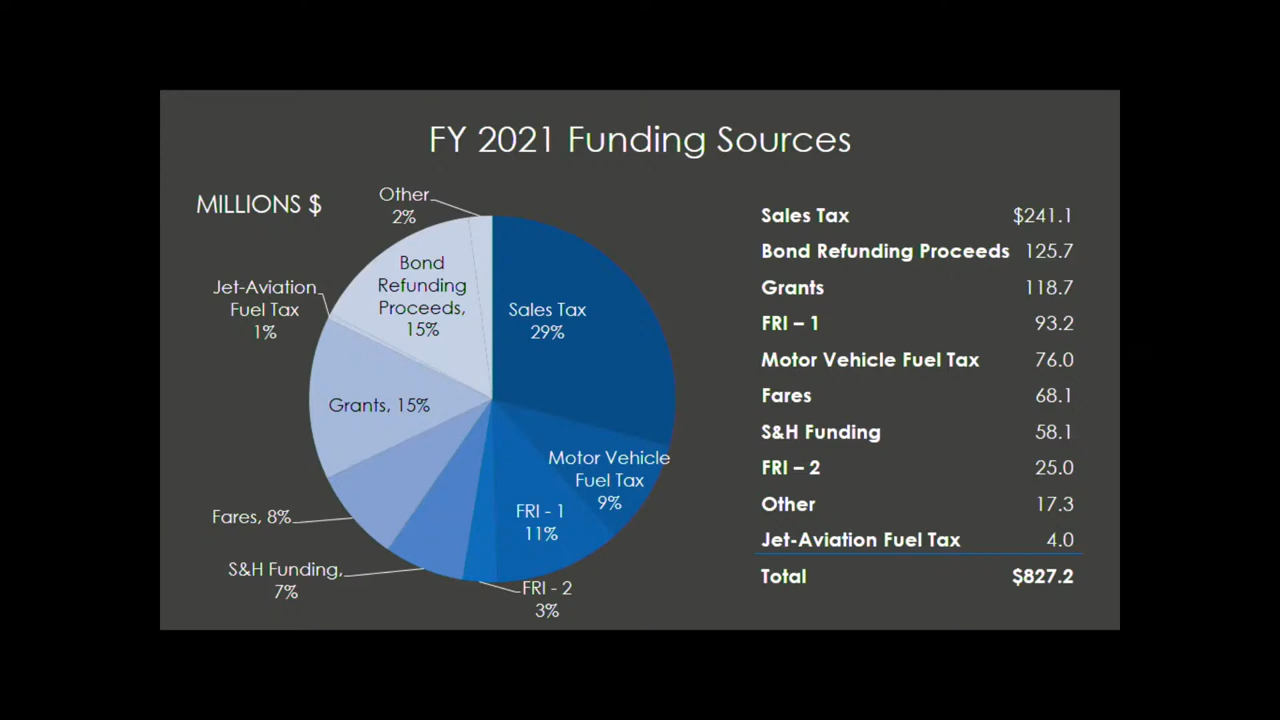 FY 2021 Funding Sources
MILLIONS $
Other
2%
Bond
Refunding
Proceeds,
15%
Jet-Aviation
Fuel Tax
1%
Sales Tax
29%
Grants, 15%
Motor Vehicle
Fuel Tax
9%
FRI - 1
11%
Fares, 8%
S&H Funding,
7%
FRI - 2
3%
Sales Tax $241.1
Bond Refunding Proceeds 125.7
Grants 118.7
FRI – 1 93.2
Motor Vehicle Fuel Tax 76.0
Fares 68.1
S&H Funding 58.1
FRI – 2 25.0
Other 17.3
Jet-Aviation Fuel Tax 4.0
Total $827.2